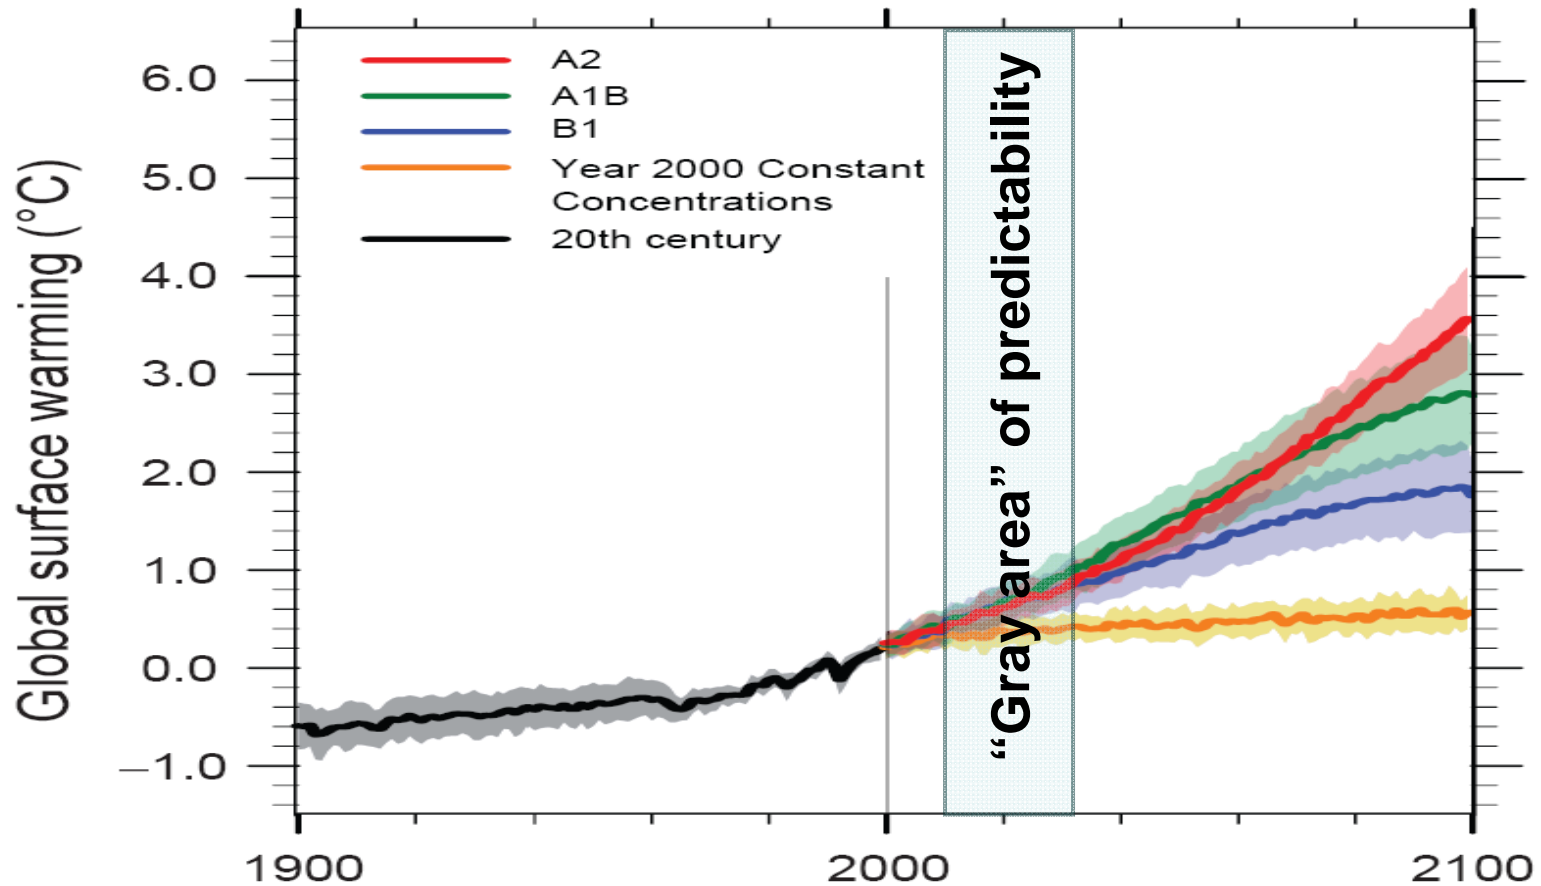 Global surface warming (°C)
6.0
5.0
4.0
3.0
2.0
1.0
0.0
–1.0
A2
A1B
B1
Year 2000 Constant
Concentrations
20th century
“Gray area” of predictability
1900
2000
2100